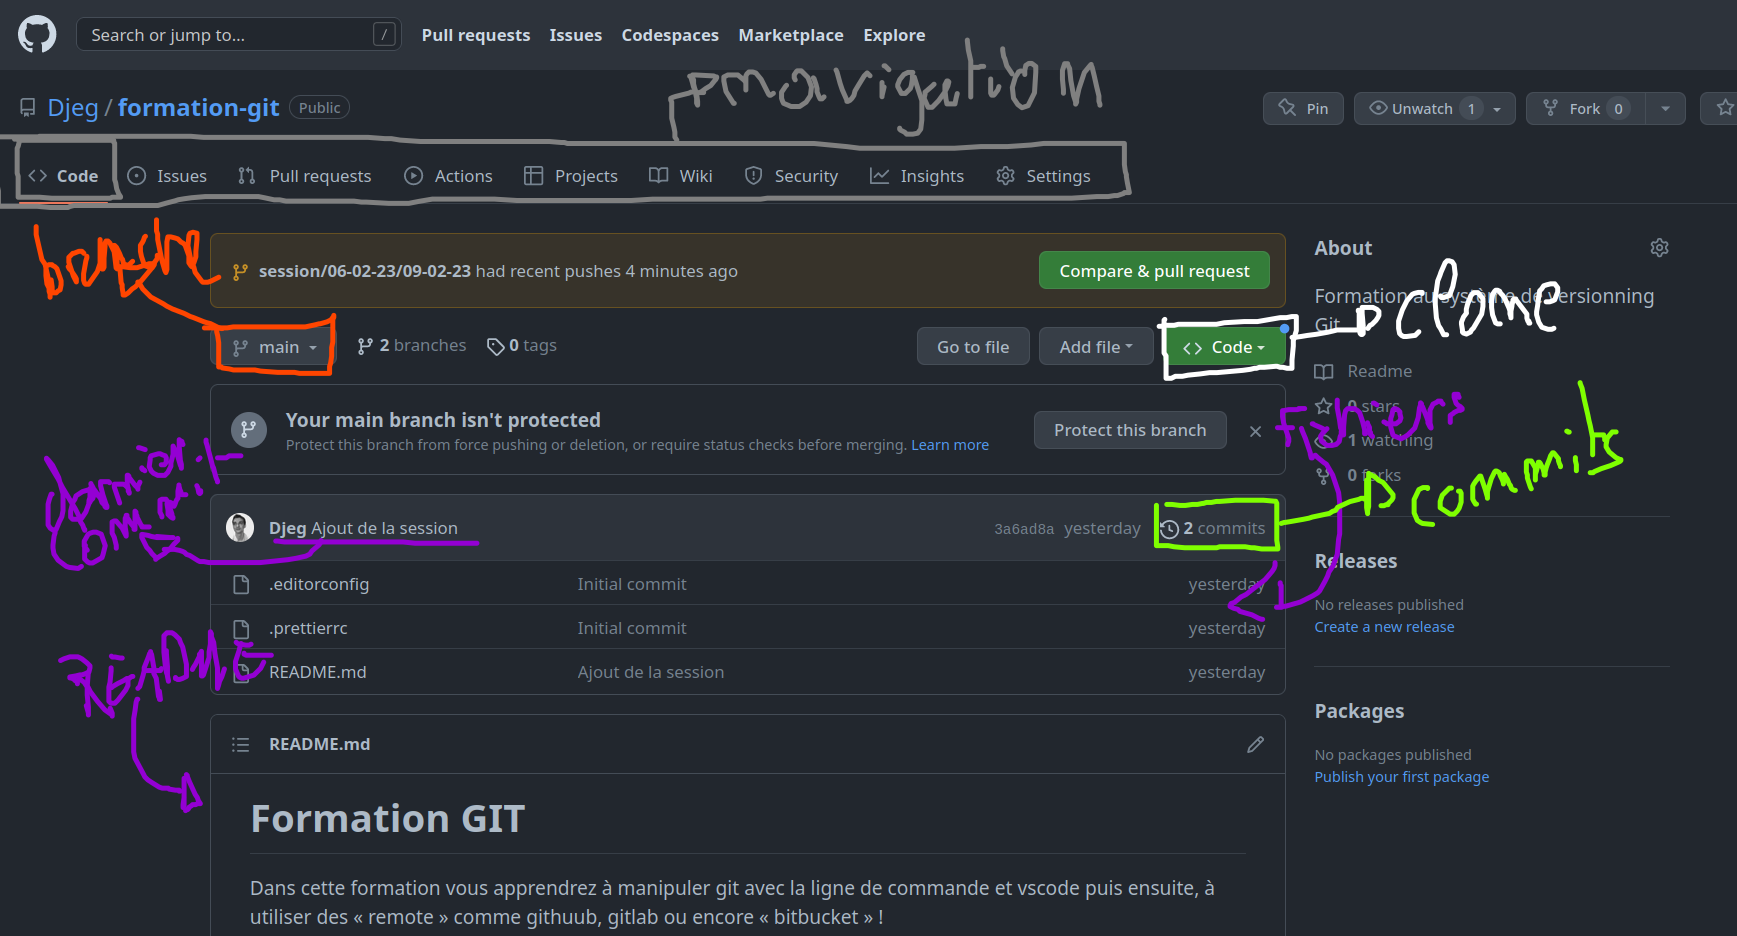 Search or jump to... /
Pull requests Issues Codespaces Marketplace Explore
navigation
Djeg / formation-git Public
Pin Unwatch 1 Fork 0
Code Issues Pull requests Actions Projects Wiki Security Insights Settings
branche
session/06-02-23/09-02-23 had recent pushes 4 minutes ago
Compare & pull request
main 2 branches 0 tags
Go to file Add file Code
clone
Your main branch isn't protected
Protect this branch from force pushing or deletion, or require status checks before merging. Learn more
Protect this branch
dernier
commit
Djeg Ajout de la session 3a6ad8a yesterday 2 commits
commits
.editorconfig Initial commit yesterday
.prettierrc Initial commit yesterday
README.md Ajout de la session yesterday
README
README.md
Formation GIT
Dans cette formation vous apprendrez à manipuler git avec la ligne de commande et vscode puis ensuite, à
utiliser des « remote » comme githuub, gitlab ou encore « bitbucket » !
About
Formation au système de versionning
Git
Readme
0 stars
fichiers
1 watching
0 forks
Releases
No releases published
Create a new release
Packages
No packages published
Publish your first package